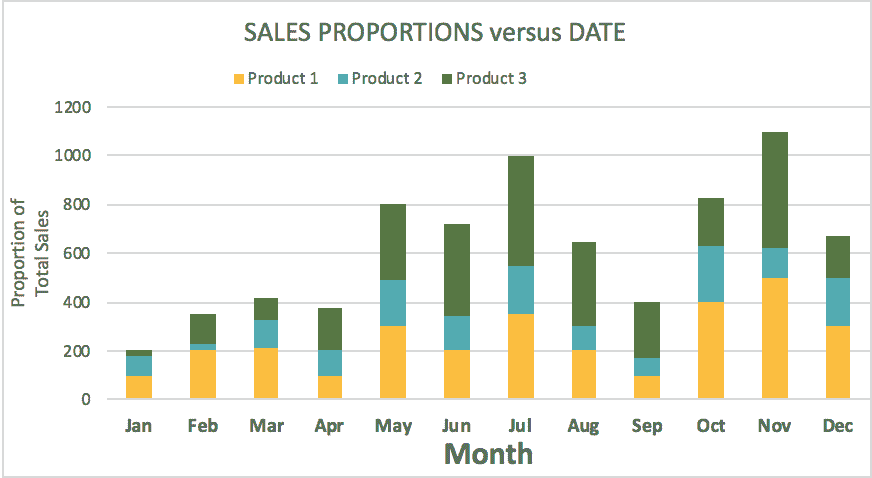 SALES PROPORTIONS versus DATE
Product 1 Product 2 Product 3
Proportion of
Total Sales
1200
1000
800
600
400
200
0
Jan Feb Mar Apr May Jun Jul Aug Sep Oct Nov Dec
Month